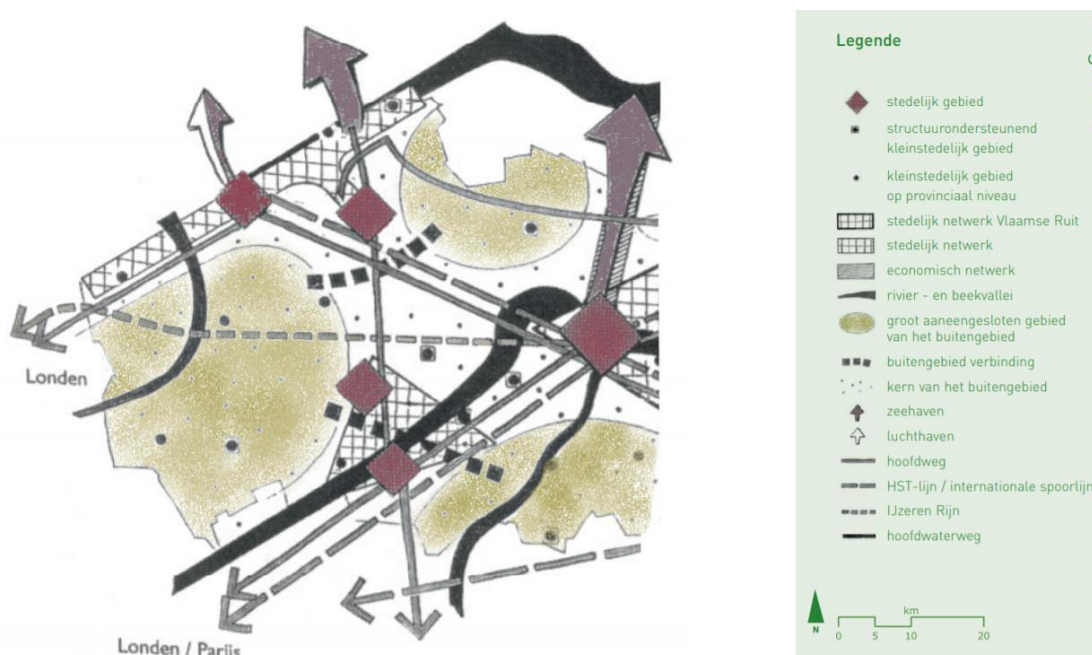 Londen
Londen / Parijs
Legende
stedelijk gebied
structuurondersteunend
kleinstedelijk gebied
kleinstedelijk gebied
op provinciaal niveau
stedelijk netwerk Vlaamse Ruit
stedelijk netwerk
economisch netwerk
rivier - en beekvallei
groot aaneengesloten gebied
van het buitengebied
buitengebied verbinding
kern van het buitengebied
zeehaven
luchthaven
hoofdweg
HST-lijn / internationale spoorlijn
IJzeren Rijn
hoofdwaterweg
N
km
0 5 10 20